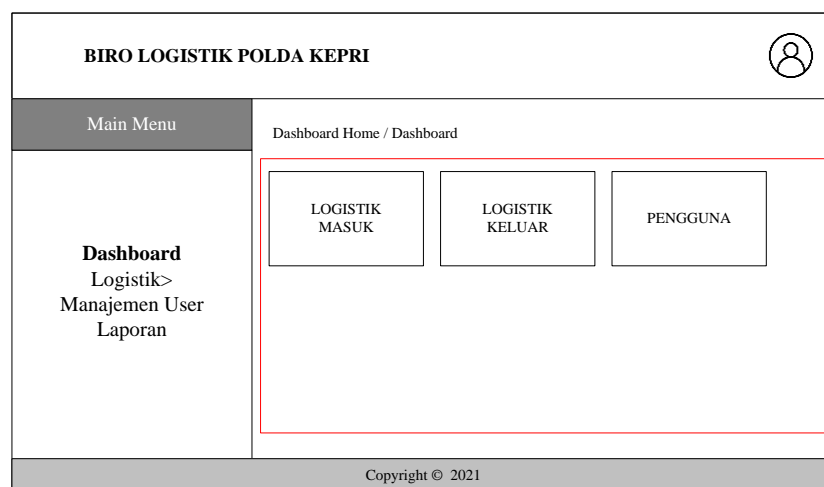 BIRO LOGISTIK POLDA KEPRI
Main Menu
Dashboard Home / Dashboard
LOGISTIK
MASUK
LOGISTIK
KELUAR
PENGGUNA
Dashboard
Logistik>
Manajemen User
Laporan
Copyright © 2021